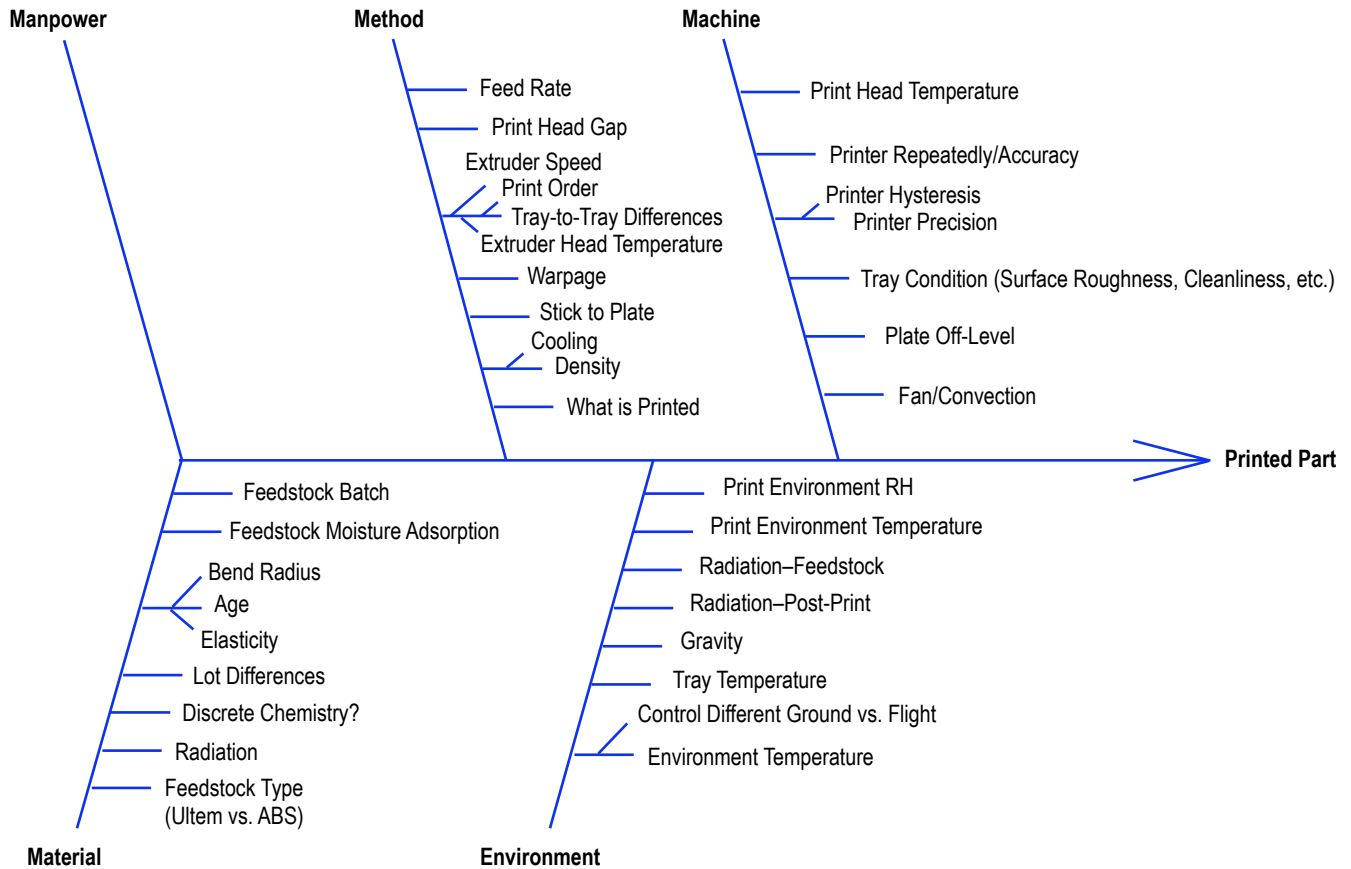 Manpower
Method
Machine
Feed Rate
Print Head Gap
Extruder Speed
Print Order
Tray-to-Tray Differences
Extruder Head Temperature
Warpage
Stick to Plate
Cooling
Density
What is Printed
Print Head Temperature
Printer Repeatedly/Accuracy
Printer Hysteresis
Printer Precision
Tray Condition (Surface Roughness, Cleanliness, etc.)
Plate Off-Level
Fan/Convection
Printed Part
Feedstock Batch
Feedstock Moisture Adsorption
Bend Radius
Age
Elasticity
Lot Differences
Discrete Chemistry?
Radiation
Feedstock Type
(Ultem vs. ABS)
Material
Print Environment RH
Print Environment Temperature
Radiation–Feedstock
Radiation–Post-Print
Gravity
Tray Temperature
Control Different Ground vs. Flight
Environment Temperature
Environment